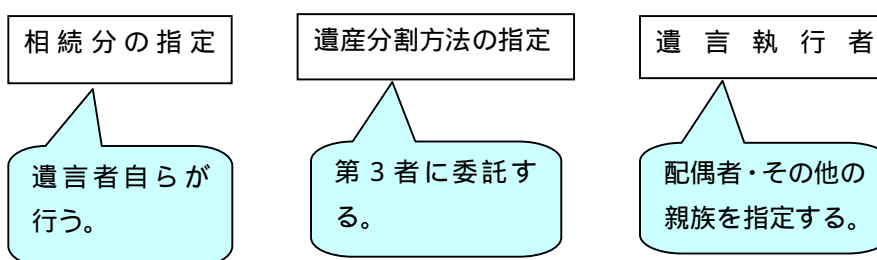 相続分の指定
遺産分割方法の指定
遺言執行者
遺言者自らが
行う。
第3者に委託す
る。
配偶者・その他の
親族を指定する。